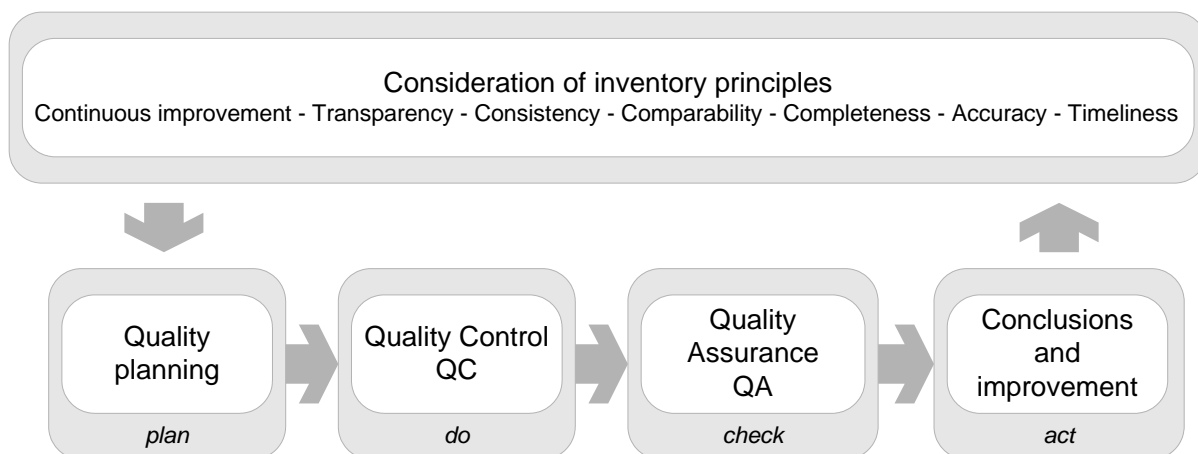 Consideration of inventory principles
Continuous improvement - Transparency - Consistency - Comparability - Completeness - Accuracy - Timeliness
Quality
planning
plan
Quality Control
QC
do
Quality
Assurance
QA
check
Conclusions
and
improvement
act